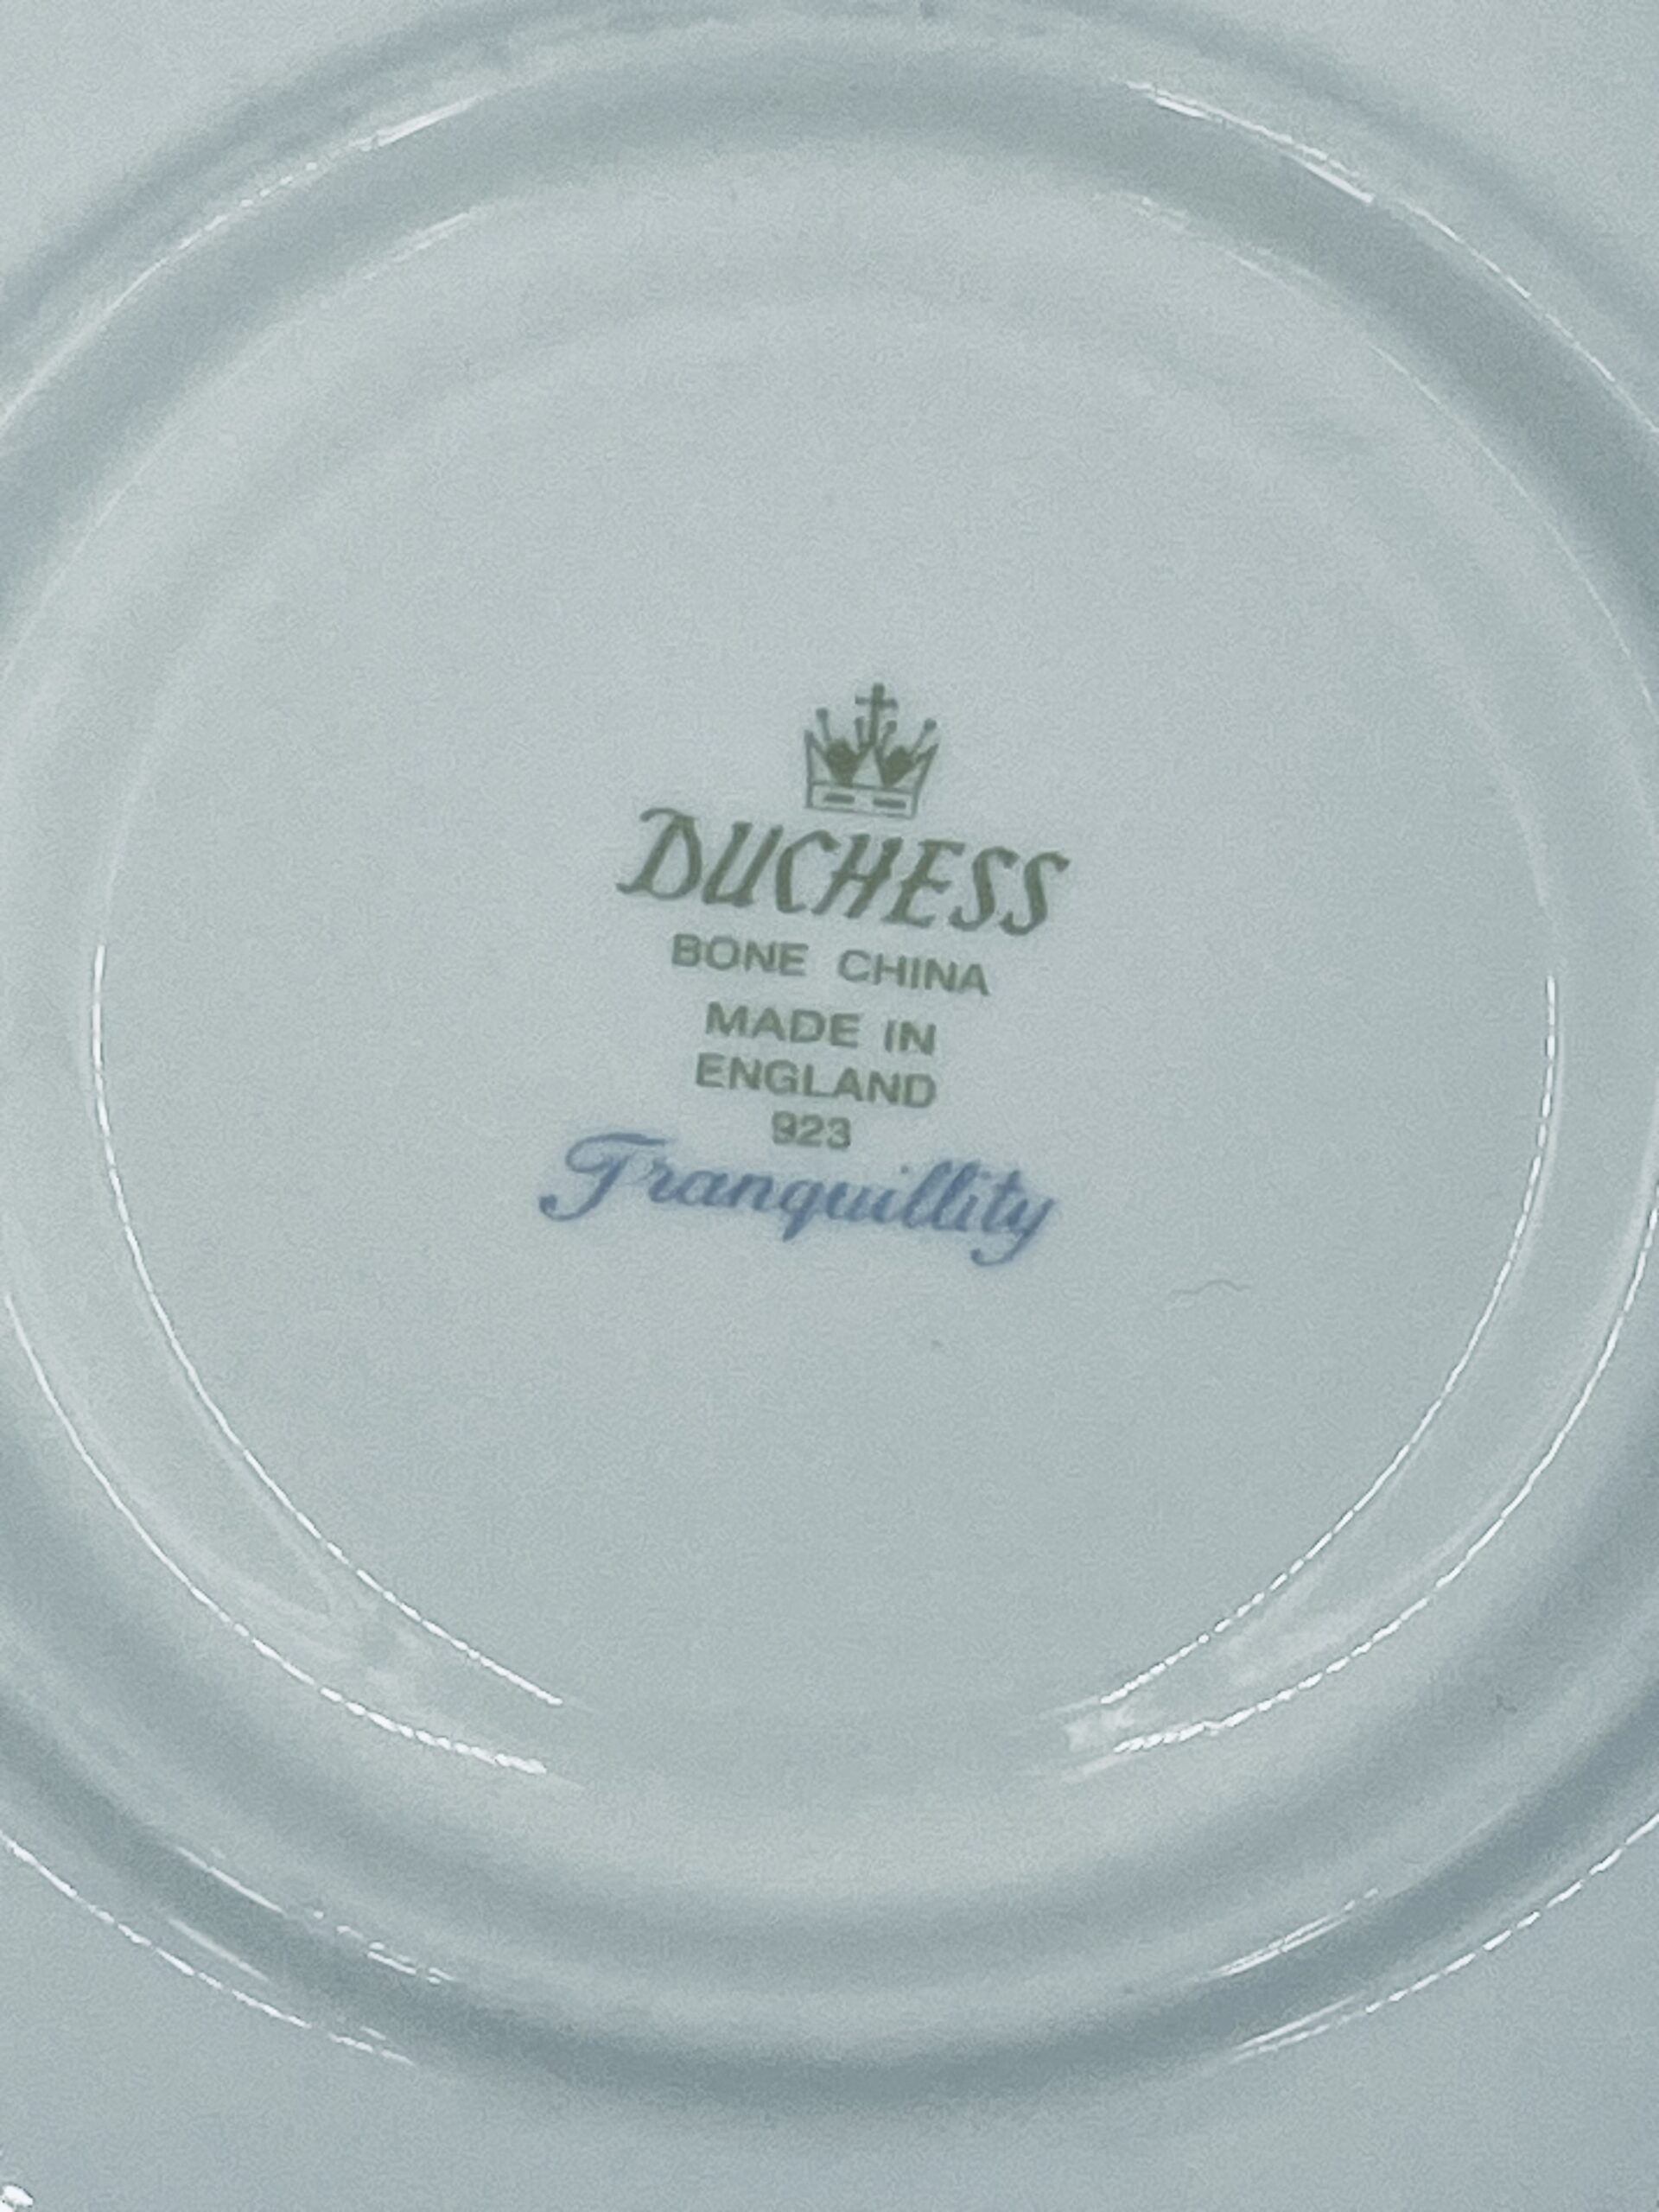 DUCHESS
BONE CHINA
MADE IN
ENGLAND
923
Tranquillity